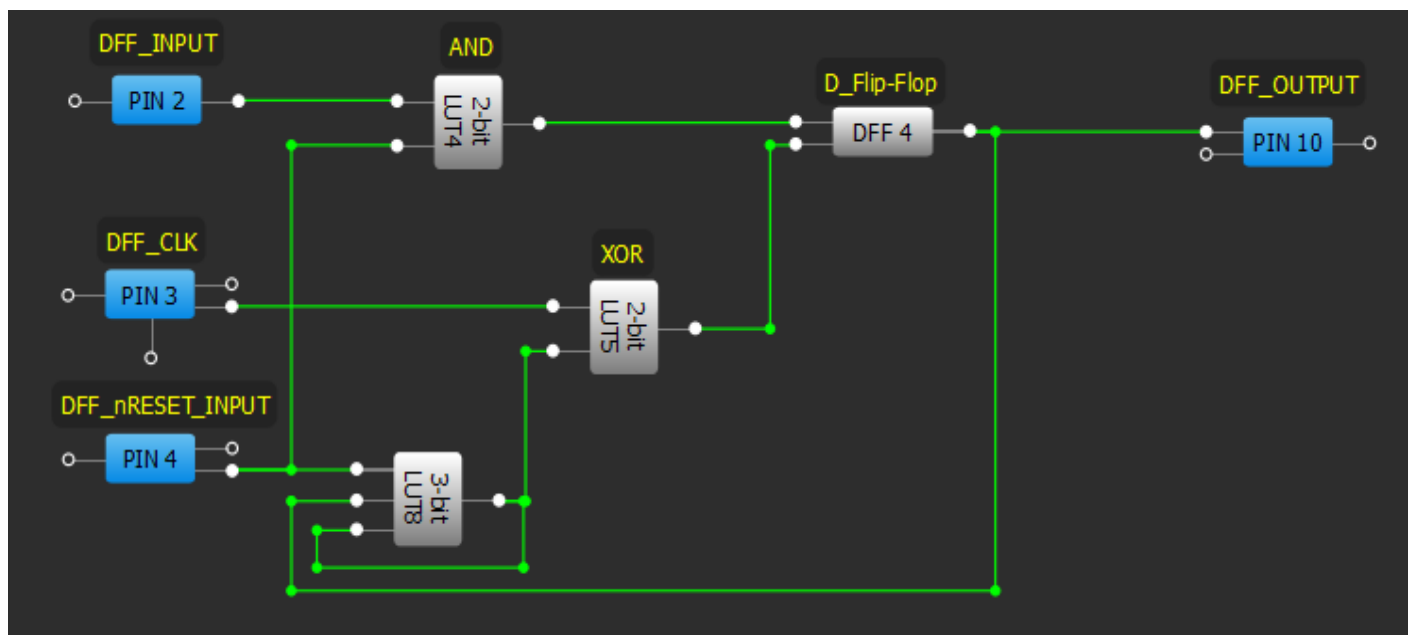 DFF_INPUT
PIN 2
AND
2-bit
LUT4
D_Flip-Flop
DFF 4
DFF_OUTPUT
PIN 10
DFF_CLK
PIN 3
XOR
2-bit
LUT5
DFF_nRESET_INPUT
PIN 4
3-bit
LUT8